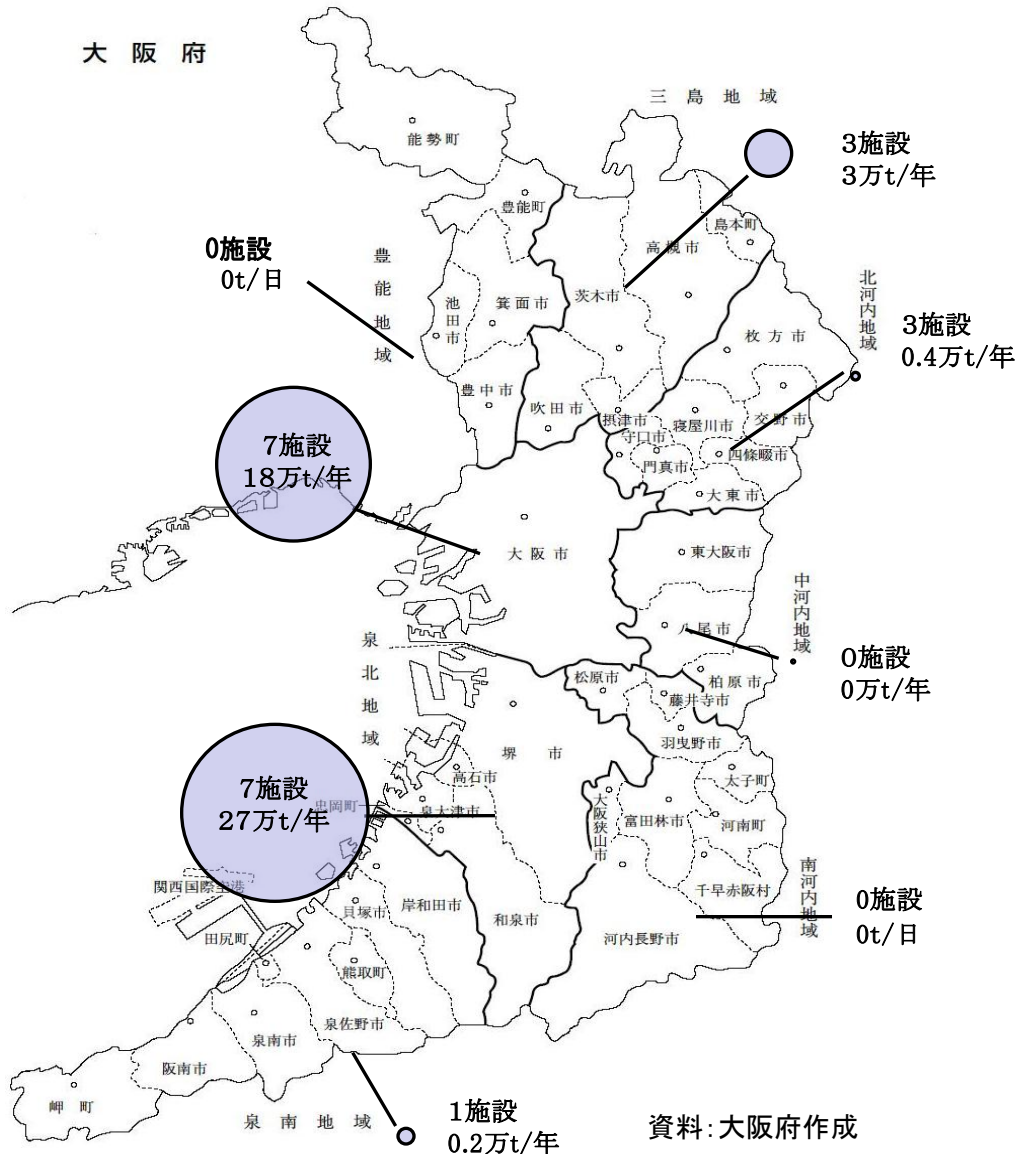 大阪府
三島地域
3施設
3万t/年
能勢町
豊能町
島本町
高槻市
0施設
0t/日
豊能地域
茨木市
北河内地域
池田市
箕面市
枚方市
3施設
0.4万t/年
豊中市
吹田市
摂津市
寝屋川市
交野市
守口市
7施設
18万t/年
門真市
四條畷市
大東市
大阪市
東大阪市
中河内地域
八尾市
泉北地域
0施設
0万t/年
松原市
柏原市
藤井寺市
羽曳野市
堺市
高石市
太子町
7施設
27万t/年
忠岡町
泉大津市
大阪狭山市
富田林市
河南町
関西国際空港
千早赤阪村
南河内地域
貝塚市
岸和田市
和泉市
0施設
0t/日
田尻町
河内長野市
熊取町
泉佐野市
泉南市
阪南市
岬町
泉南地域
1施設
0.2万t/年
資料:大阪府作成